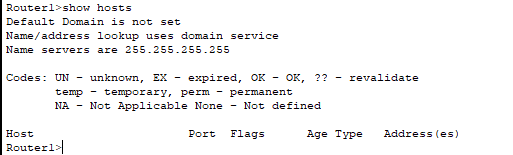 Router1>show hosts
Default Domain is not set
Name/address lookup uses domain service
Name servers are 255.255.255.255
Codes: UN - unknown, EX - expired, OK - OK, ?? - revalidate
temp - temporary, perm - permanent
NA - Not Applicable None - Not defined
Host Port Flags Age Type Address(es)
Router1>